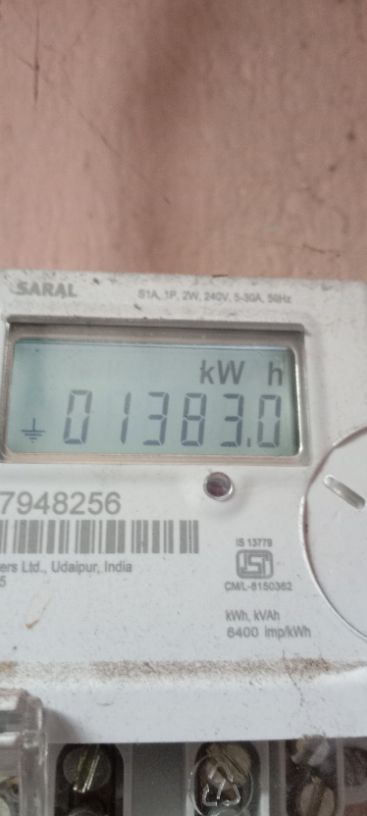 SARAL
S1A, 1P, 2W, 240V, 5-30A, 50Hz
kW h
01383.0
7948256
ers Ltd., Udaipur, India
5
IS 13779
ISI
CM/L-8150362
kWh, kVAh
6400 imp/kWh